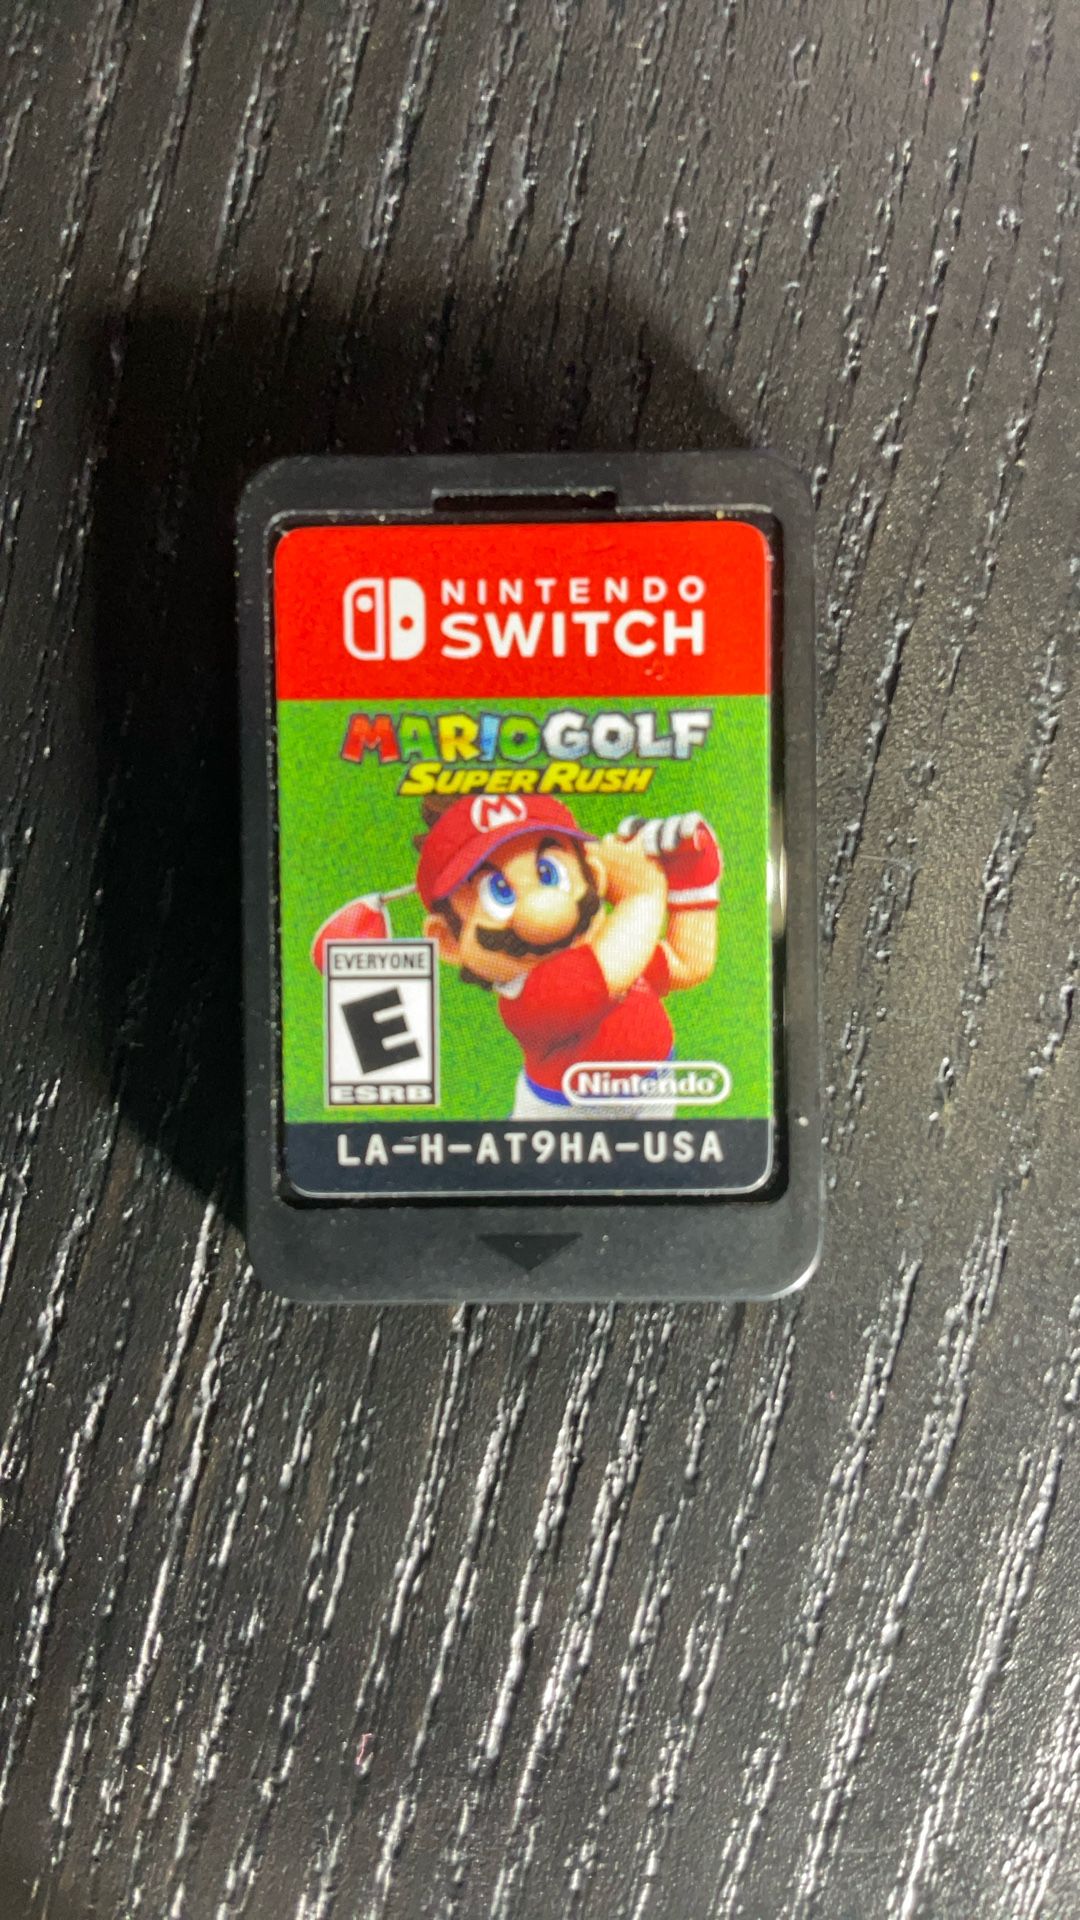 NINTENDO
SWITCH
MARIO GOLF
SUPER RUSH
M
EVERYONE
E
ESRB
Nintendo
LA-H-AT9HA-USA